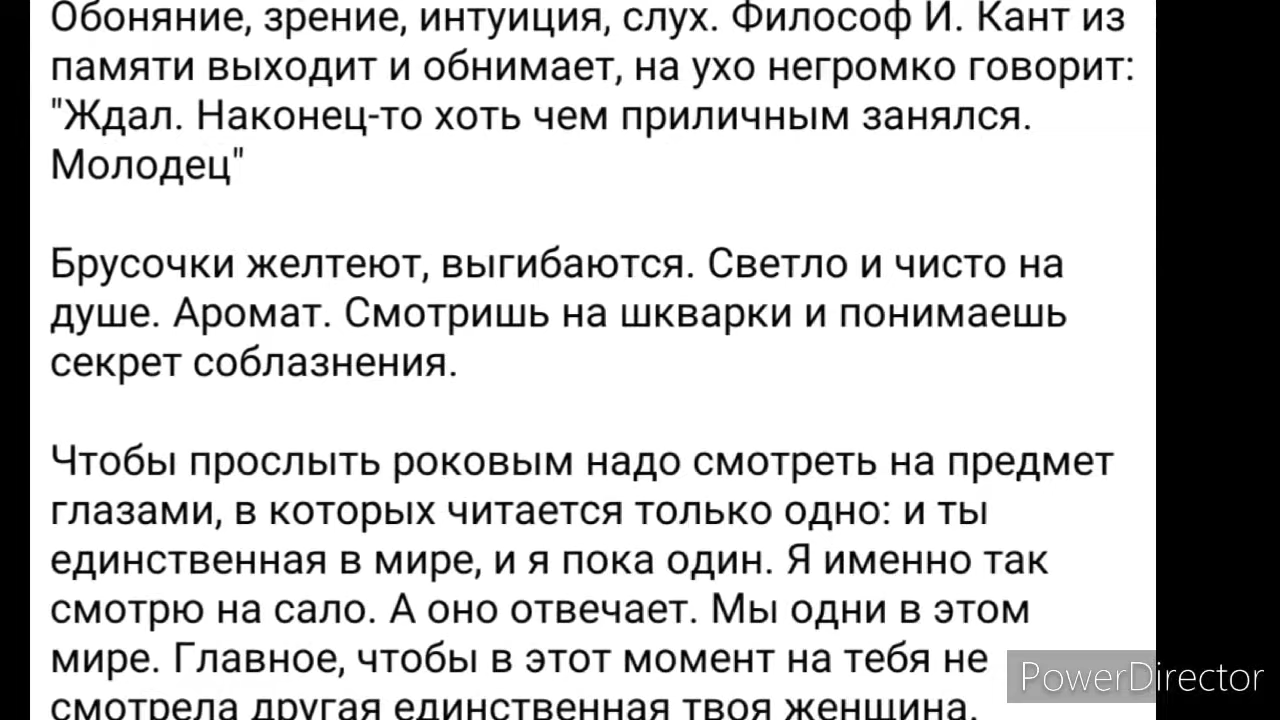 Обоняние, зрение, интуиция, слух. Философ И. Кант из
памяти выходит и обнимает, на ухо негромко говорит:
"Ждал. Наконец-то хоть чем приличным занялся.
Молодец"
Брусочки желтеют, выгибаются. Светло и чисто на
душе. Аромат. Смотришь на шкварки и понимаешь
секрет соблазнения.
Чтобы прослыть роковым надо смотреть на предмет
глазами, в которых читается только одно: и ты
единственная в мире, и я пока один. Я именно так
смотрю на сало. А оно отвечает. Мы одни в этом
мире. Главное, чтобы в этот момент на тебя не
смотрела другая единственная твоя женщина.
PowerDirector